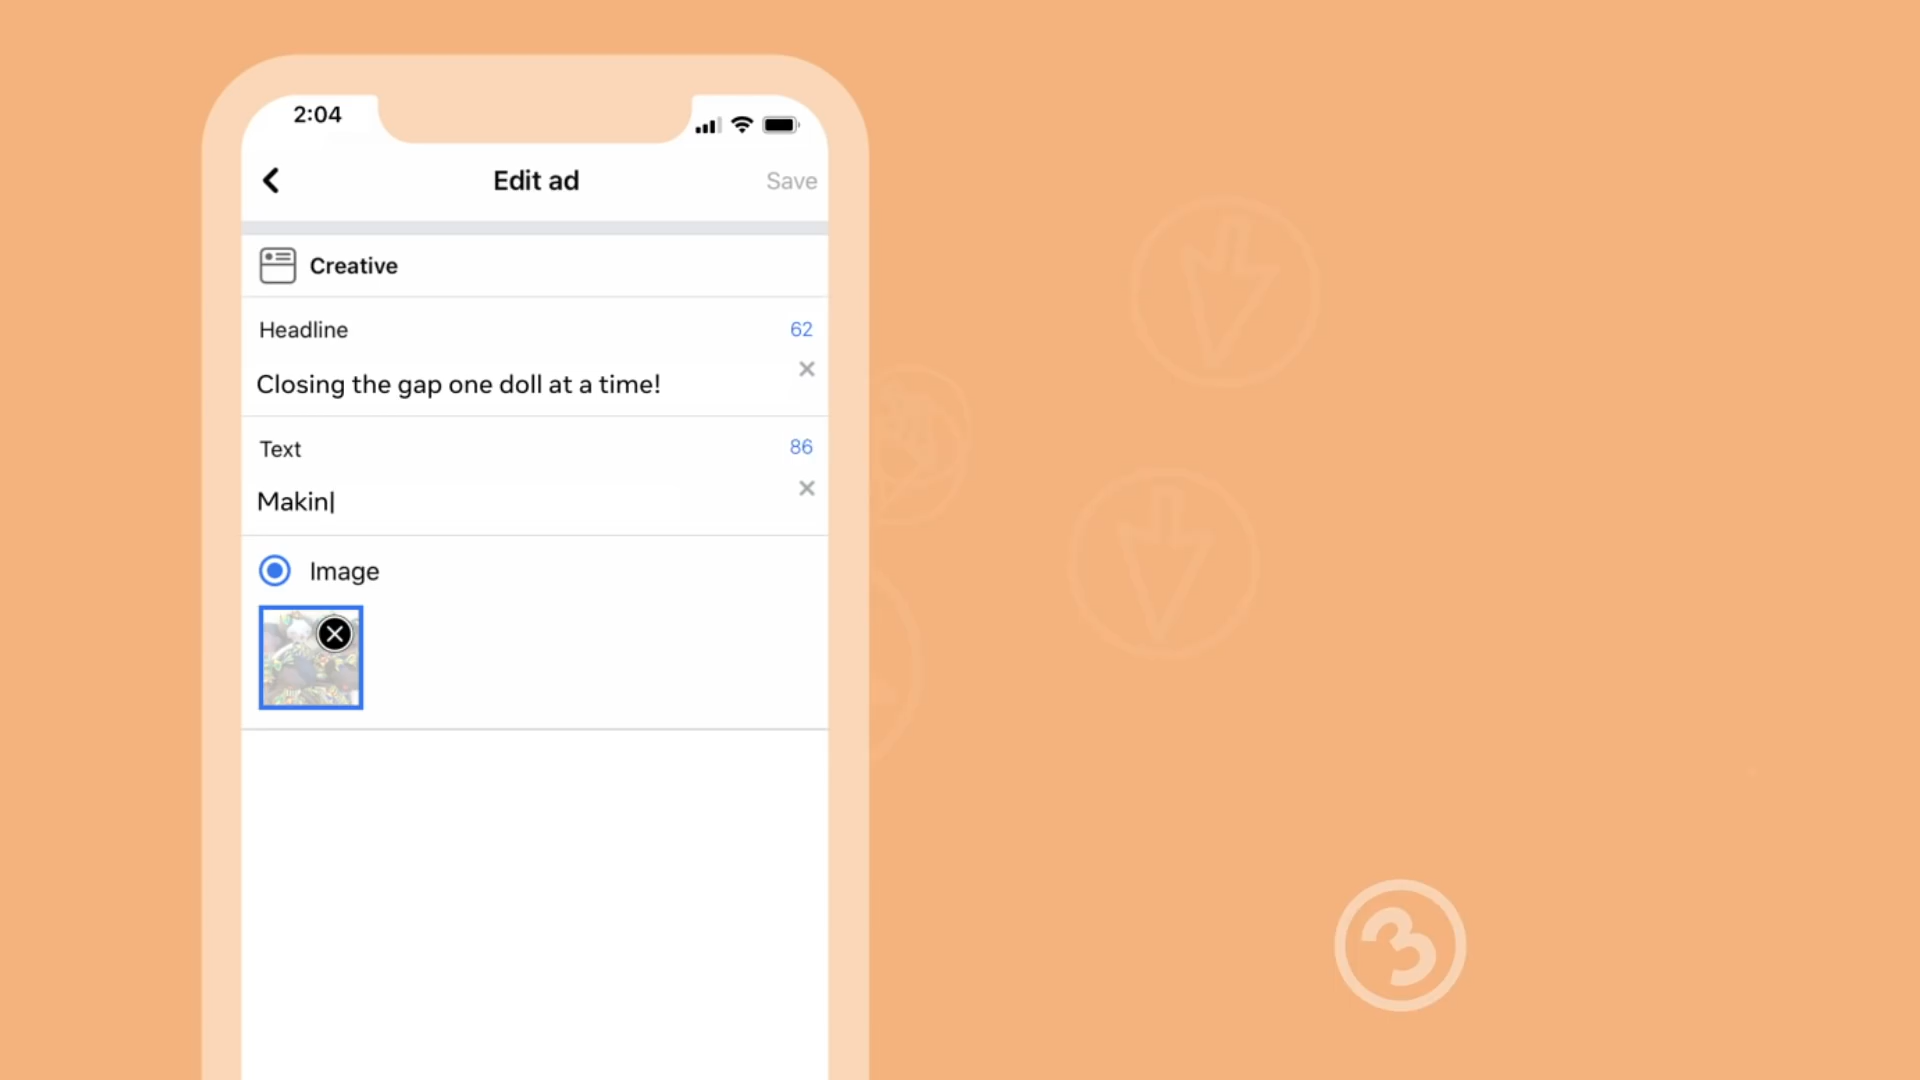 2:04
Edit ad
Save
Creative
Headline
62
Closing the gap one doll at a time!
Text
86
Makin
Image
3